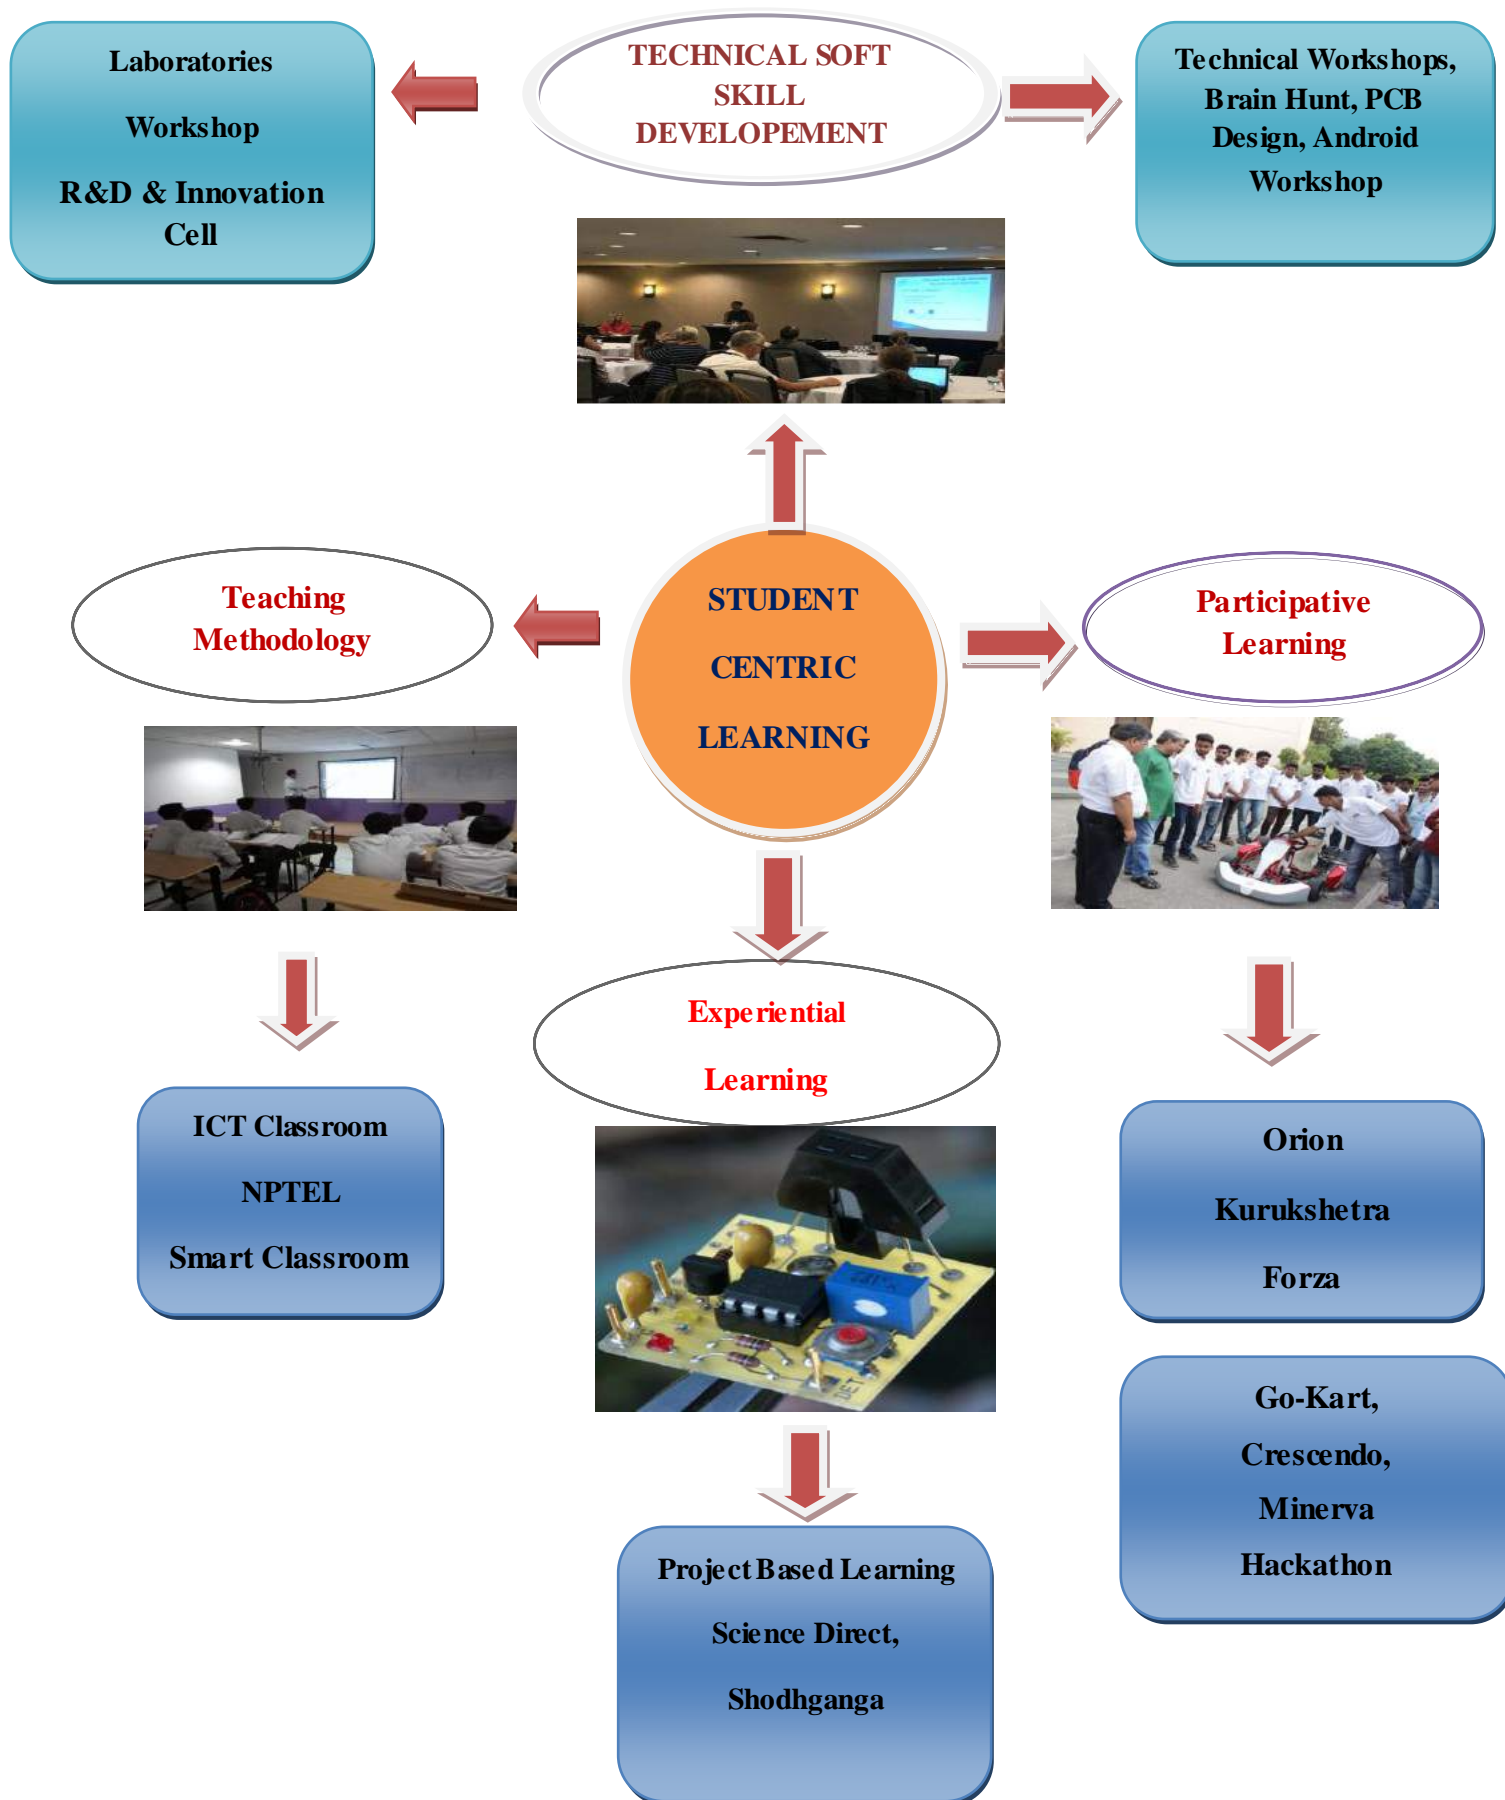 Laboratories
Workshop
R&D & Innovation
Cell
TECHNICAL SOFT
SKILL
DEVELOPEMENT
Technical Workshops,
Brain Hunt, PCB
Design, Android
Workshop
Teaching
Methodology
STUDENT
CENTRIC
LEARNING
Participative
Learning
Experiential
Learning
ICT Classroom
NPTEL
Smart Classroom
Orion
Kurukshetra
Forza
Go-Kart,
Crescendo,
Minerva
Hackathon
Project Based Learning
Science Direct,
Shodhganga